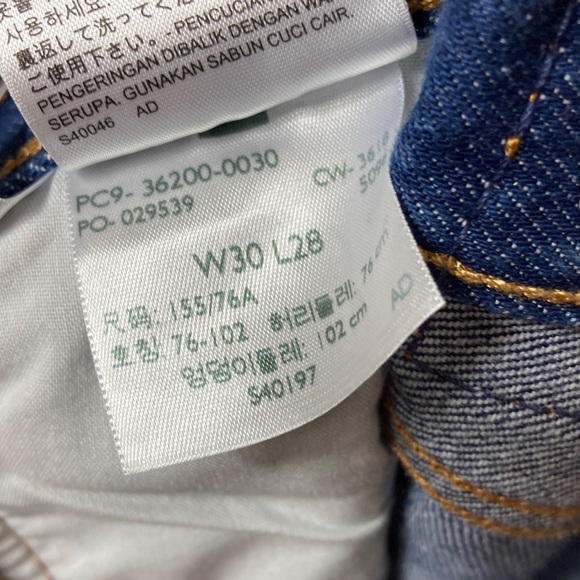 사용하세요.
裏返して洗ってく
ご使用下さい。 PENCUCIAN
PENGERINGAN DIBALIK DENGAN WA
SERUPA. GUNAKAN SABUN CUCI CAIR.
S40046 AD
PC9- 36200-0030
CW- 3619
PO- 029539
W30 L28
尺码: 155/76A
호칭: 76-102 허리둘레: 76 cm
엉덩이둘레: 102 cm AD
S40197